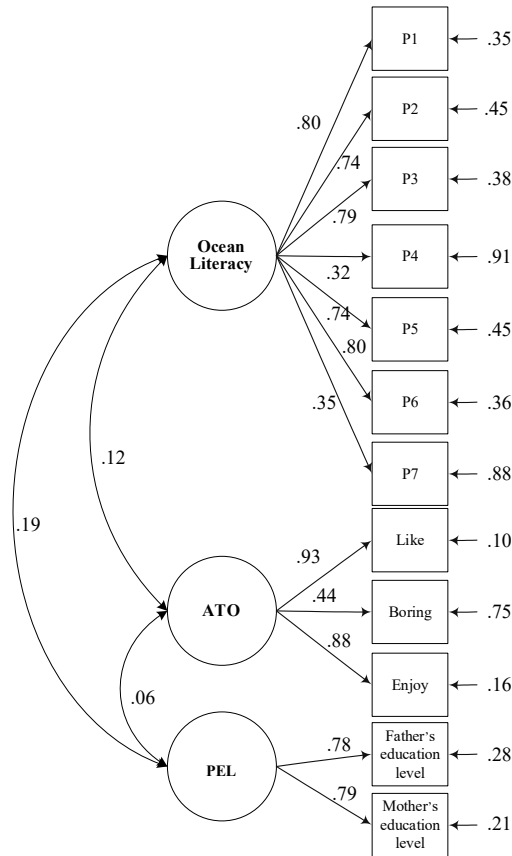 P1
.35
.80
P2
.45
.74
P3
.38
.79
Ocean
Literacy
P4
.91
.32
.74
P5
.45
.80
P6
.36
.35
P7
.88
.12
.19
Like
.10
.93
ATO
.44
Boring
.75
.88
Enjoy
.16
.06
PEL
.78
Father's
education
level
.28
.79
Mother's
education
level
.21